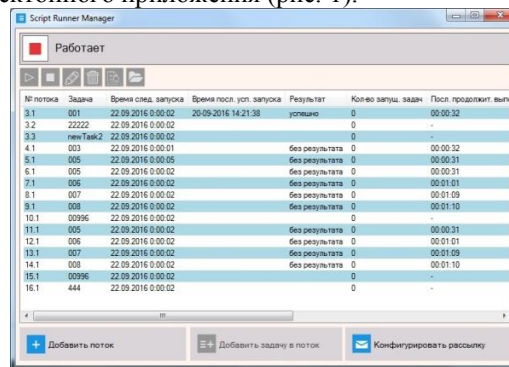 ктонного приложения (рис. 1).
Script Runner Manager
Работает
№ потока Задача Время след. запуска Время посл. усп. запуска Результат Кол-во запущ. задач Посл. продолжит. вып
3.1 001 22.09.2016 0:00:02 20-09-2016 14:21:38 успешно 0 00:00:32
3.2 22222 22.09.2016 0:00:02 0 -
3.3 newTask2 22.09.2016 0:00:02 0 -
4.1 003 22.09.2016 0:00:01 без результата 0 00:00:32
5.1 005 22.09.2016 0:00:05 без результата 0 00:00:31
6.1 005 22.09.2016 0:00:02 без результата 0 00:00:31
7.1 006 22.09.2016 0:00:02 без результата 0 00:01:01
8.1 007 22.09.2016 0:00:02 без результата 0 00:01:09
9.1 008 22.09.2016 0:00:02 без результата 0 00:01:10
10.1 00996 22.09.2016 0:00:02 0 -
11.1 005 22.09.2016 0:00:02 без результата 0 00:00:31
12.1 006 22.09.2016 0:00:02 без результата 0 00:01:01
13.1 007 22.09.2016 0:00:02 без результата 0 00:01:09
14.1 008 22.09.2016 0:00:02 без результата 0 00:01:10
15.1 00996 22.09.2016 0:00:02 0 -
16.1 444 22.09.2016 0:00:02 0 -
Добавить поток Добавить задачу в поток Конфигурировать рассылку